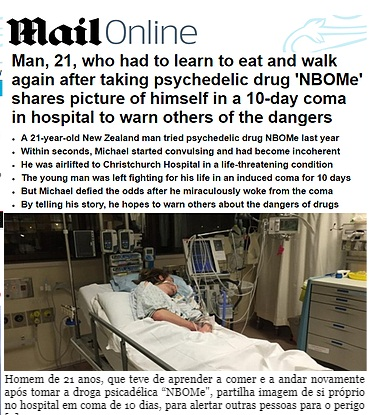 Mail Online
Man, 21, who had to learn to eat and walk
again after taking psychedelic drug 'NBOMe'
shares picture of himself in a 10-day coma
in hospital to warn others of the dangers
• A 21-year-old New Zealand man tried psychedelic drug NBOMe last year
• Within seconds, Michael started convulsing and had become incoherent
• He was airlifted to Christchurch Hospital in a life-threatening condition
• The young man was left fighting for his life in an induced coma for 10 days
• But Michael defied the odds after he miraculously woke from the coma
• By telling his story, he hopes to warn others about the dangers of drugs
Homem de 21 anos, que teve de aprender a comer e a andar novamente
após tomar a droga psicadélica “NBOMe”, partilha imagem de si próprio
no hospital em coma de 10 dias, para alertar outras pessoas para o perigo